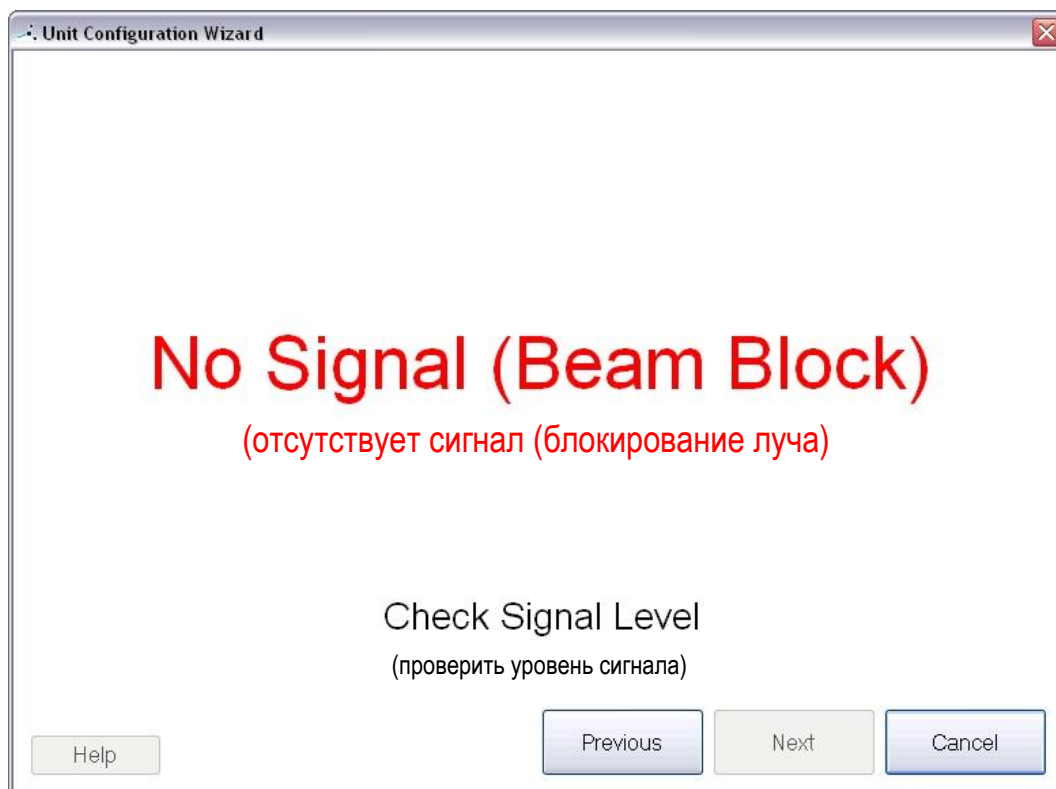 Unit Configuration Wizard
No Signal (Beam Block)
(отсутствует сигнал (блокирование луча)
Check Signal Level
(проверить уровень сигнала)
Help
Previous
Next
Cancel